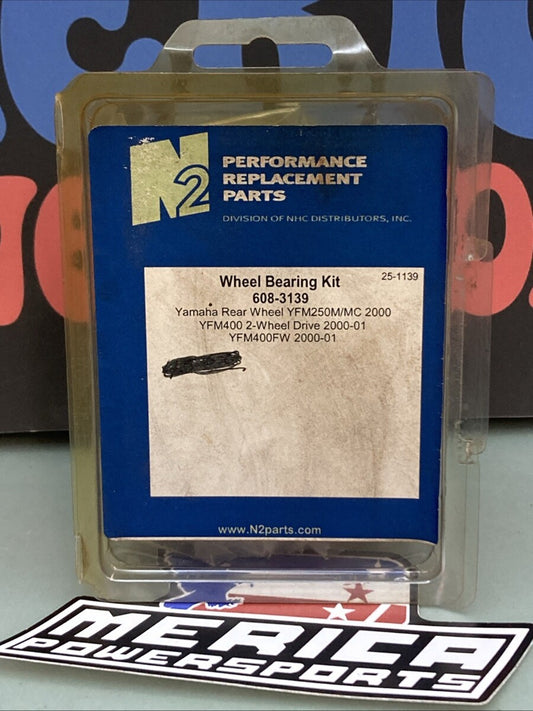 N2
PERFORMANCE
REPLACEMENT
PARTS
DIVISION OF NHC DISTRIBUTORS, INC.
25-1139
Wheel Bearing Kit
608-3139
Yamaha Rear Wheel YFM250M/MC 2000
YFM400 2-Wheel Drive 2000-01
YFM400FW 2000-01
www.N2parts.com
MERICA
POWERSPORTS